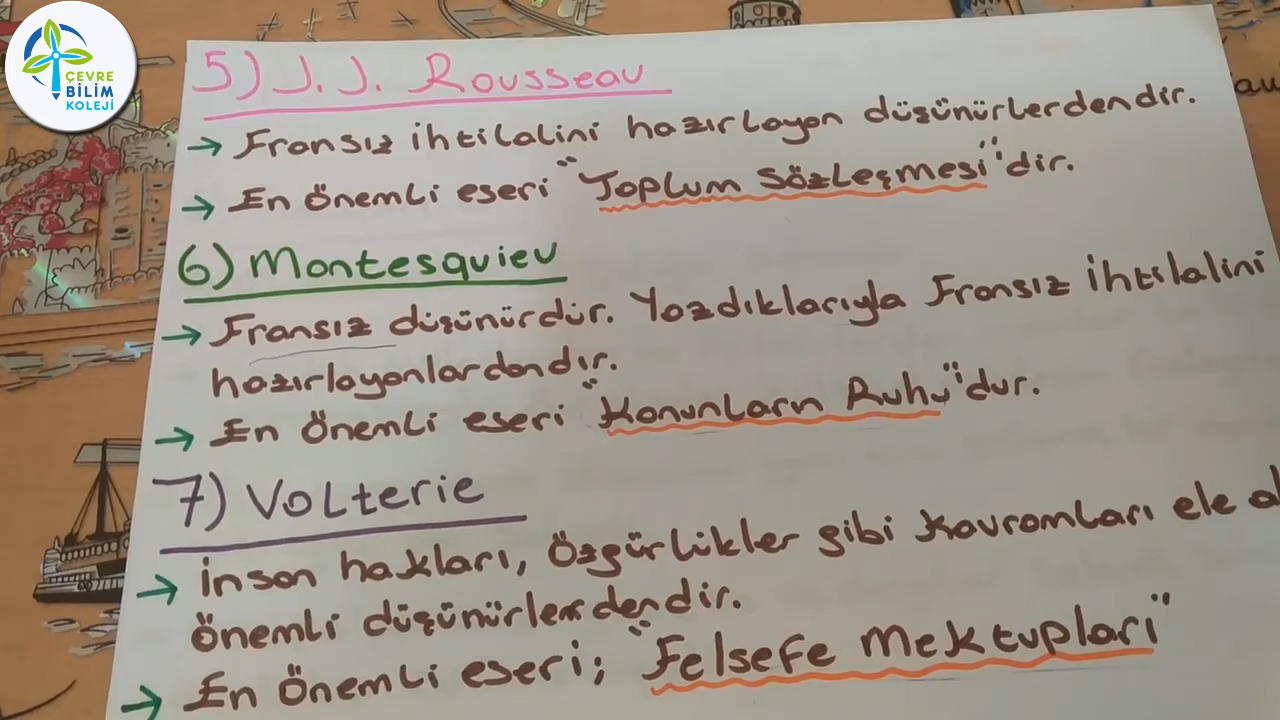 ÇEVRE
BİLİM
KOLEJİ
5) J. J. Rousseau
→ Fransız İhtilalini hazırlayan düşünürlerdendir.
→ En önemli eseri "Toplum Sözleşmesi"'dir.
6) Montesquieu
→ Fransız düşünürdür. Yazdıklarıyla Fransız İhtilalini
hazırlayanlardandır.
→ En önemli eseri "Kanunların Ruhu"'dur.
7) Volterie
→ İnsan hakları, özgürlükler gibi kavramları ele
önemli düşünürlerdendir.
→ En önemli eseri; "Felsefe Mektupları"